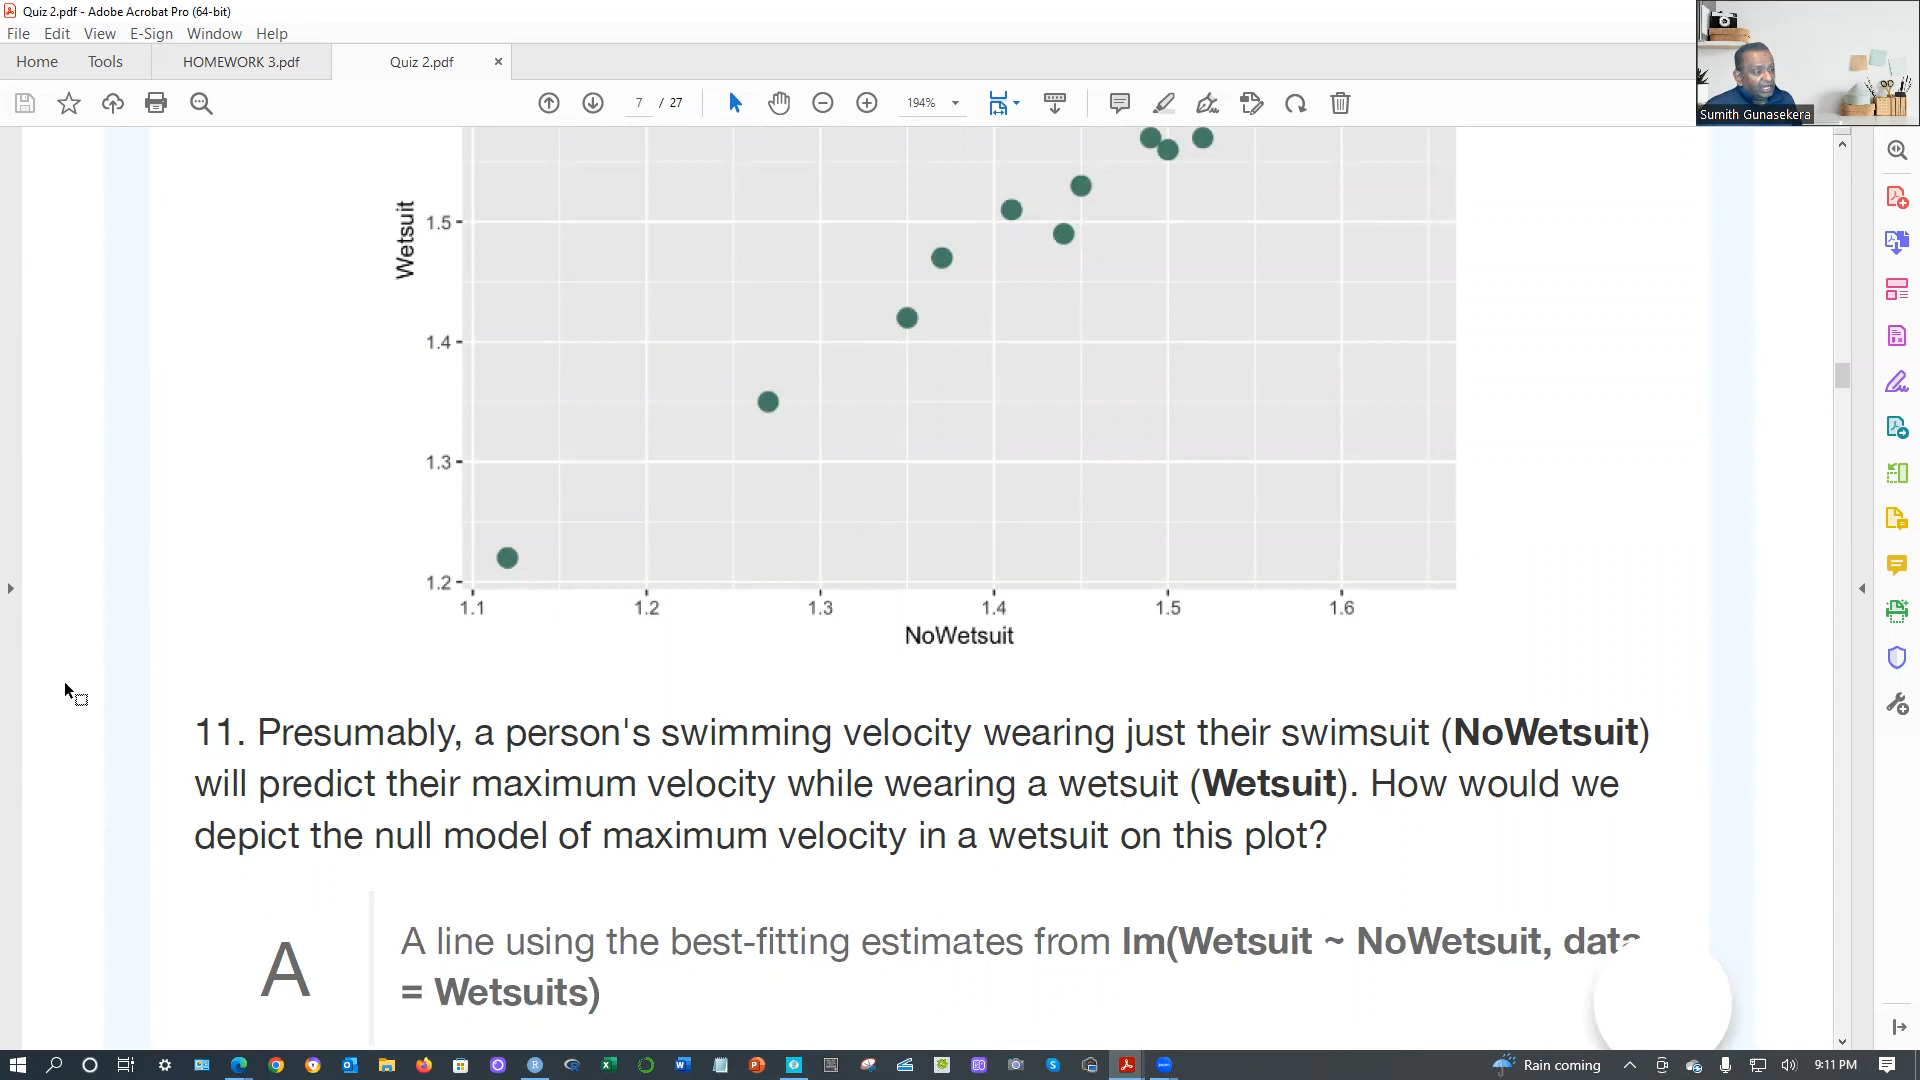 Quiz 2.pdf - Adobe Acrobat Pro (64-bit)
File Edit View E-Sign Window Help
Home Tools HOMEWORK 3.pdf Quiz 2.pdf ×
7 / 27 194%
Sumith Gunasekera
Wetsuit
1.5
1.4
1.3
1.2
1.1 1.2 1.3 1.4 1.5 1.6
NoWetsuit
11. Presumably, a person's swimming velocity wearing just their swimsuit (NoWetsuit)
will predict their maximum velocity while wearing a wetsuit (Wetsuit). How would we
depict the null model of maximum velocity in a wetsuit on this plot?
A
A line using the best-fitting estimates from lm(Wetsuit ~ NoWetsuit, data
= Wetsuits)
Rain coming 9:11 PM